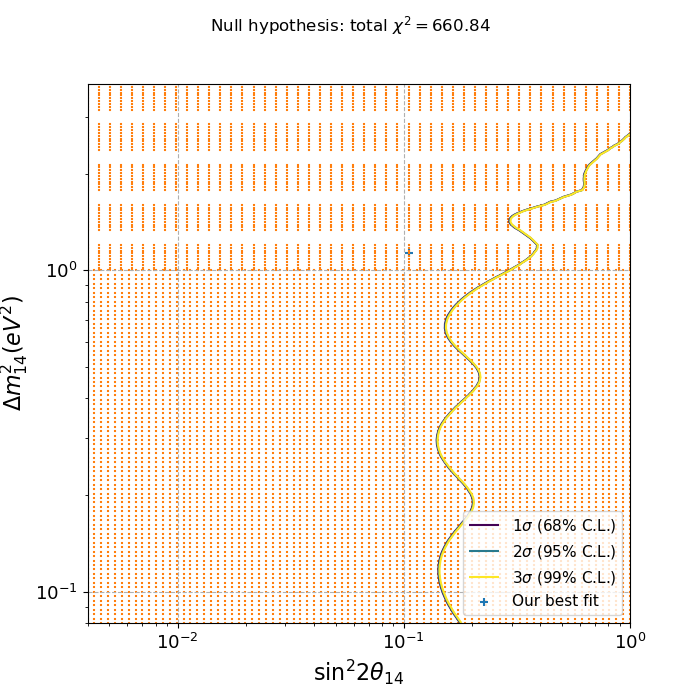 Null hypothesis: total χ² = 660.84
Δm²₁₄(eV²)
10⁰
10⁻¹
1σ (68% C.L.)
2σ (95% C.L.)
3σ (99% C.L.)
Our best fit
10⁻²
10⁻¹
10⁰
sin²2θ₁₄